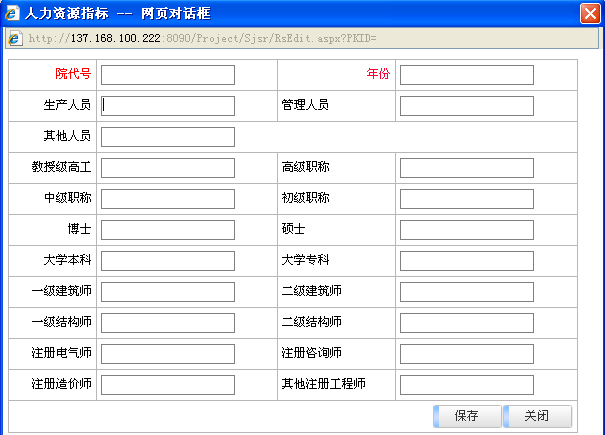 人力资源指标 -- 网页对话框
http://137.168.100.222:8090/Project/Sjsr/RsEdit.aspx?PKID=
院代号 年份
生产人员 管理人员
其他人员
教授级高工 高级职称
中级职称 初级职称
博士 硕士
大学本科 大学专科
一级建筑师 二级建筑师
一级结构师 二级结构师
注册电气师 注册咨询师
注册造价师 其他注册工程师
保存 关闭